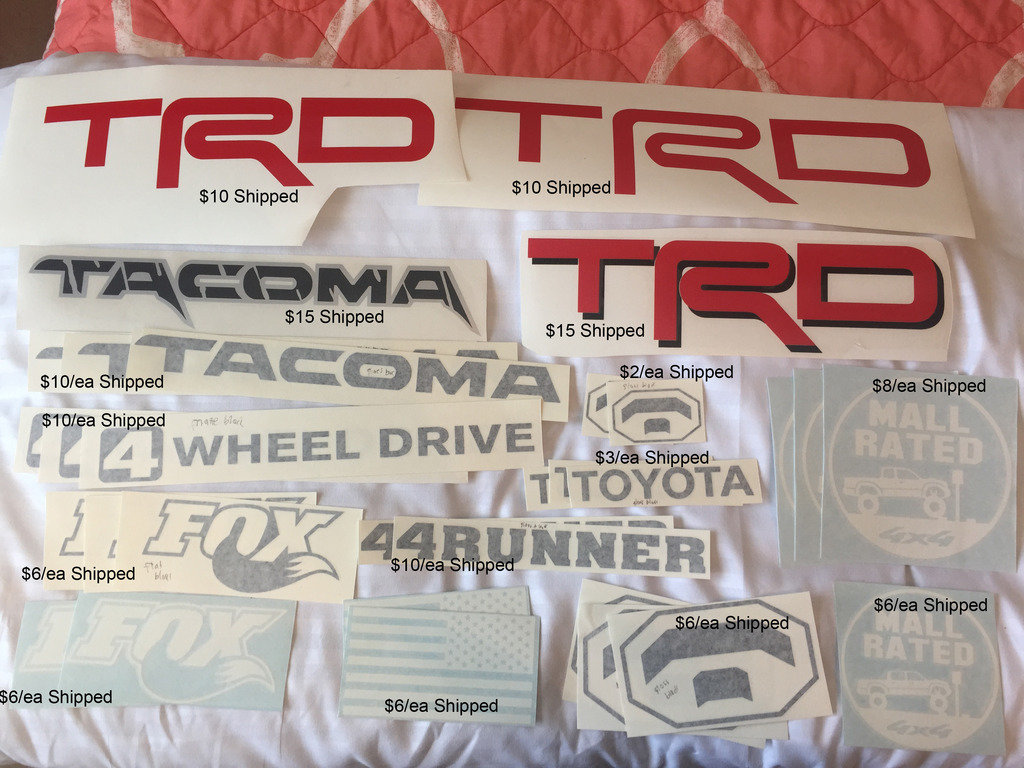 TRD
$10 Shipped
TRD
$10 Shipped
TACOMA
$15 Shipped
TRD
$15 Shipped
TACOMA
$10/ea Shipped
$2/ea Shipped
$10/ea Shipped
4 WHEEL DRIVE
$3/ea Shipped
T TOYOTA
$8/ea Shipped
MALL
RATED
4x4
FOX
$6/ea Shipped
4 4RUNNER
$10/ea Shipped
FOX
$6/ea Shipped
$6/ea Shipped
$6/ea Shipped
$6/ea Shipped
MALL
RATED
4x4